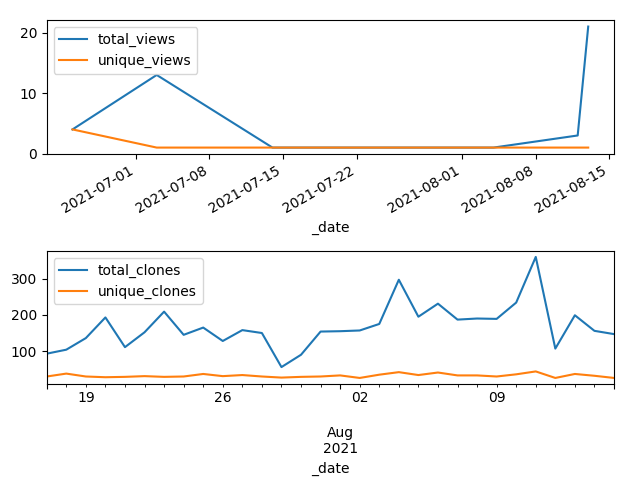 20
10
0
total_views
unique_views
2021-07-01
2021-07-08
2021-07-15
2021-07-22
2021-08-01
2021-08-08
2021-08-15
_date
300
200
100
total_clones
unique_clones
19
26
02
09
Aug
2021
_date